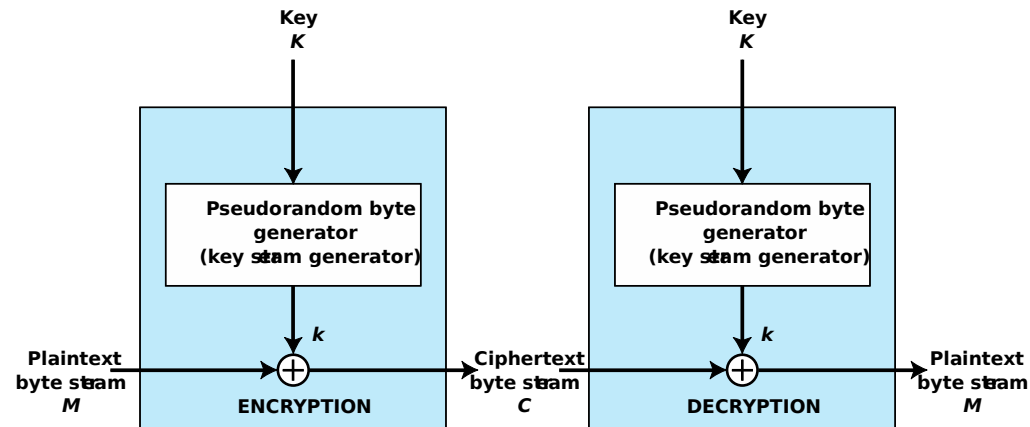 Key
K
Pseudorandom byte
generator
(key stream generator)
k
Plaintext
byte stream
M
ENCRYPTION
Ciphertext
byte stream
C
Key
K
Pseudorandom byte
generator
(key stream generator)
k
DECRYPTION
Plaintext
byte stream
M